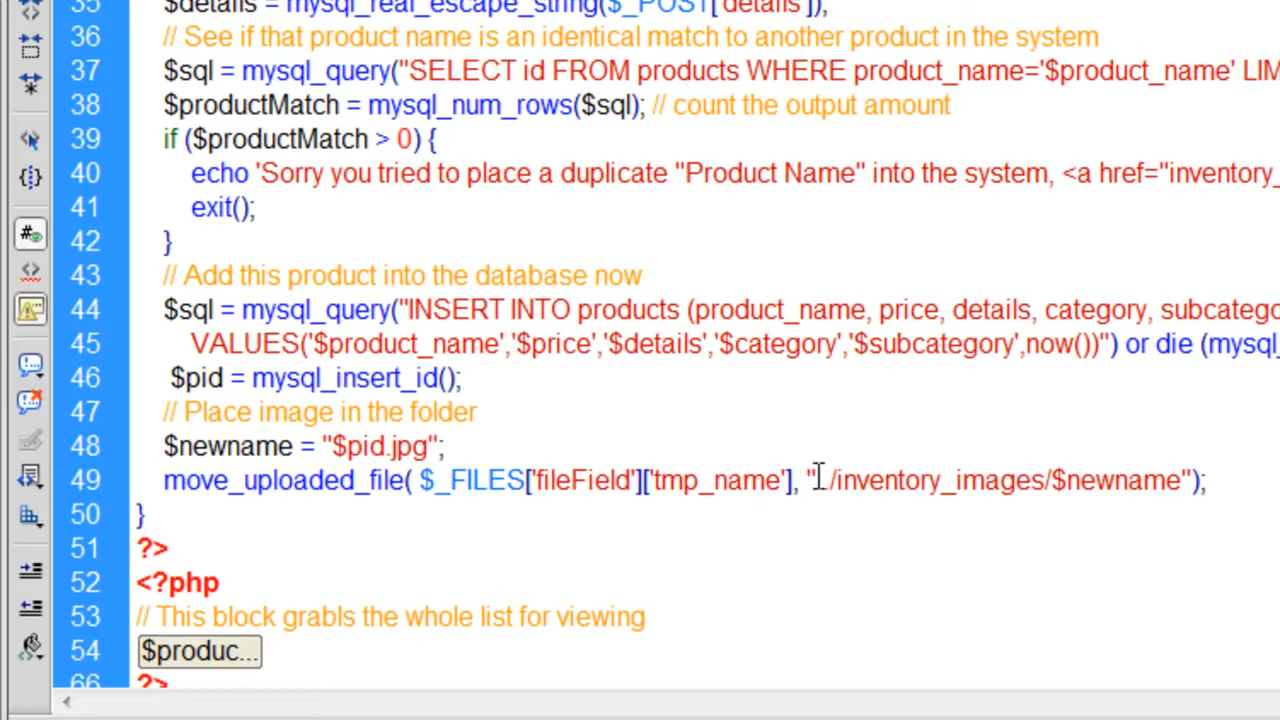 35 $details = mysql_real_escape_string($_POST['details']);
36 // See if that product name is an identical match to another product in the system
37 $sql = mysql_query("SELECT id FROM products WHERE product_name='$product_name' LIM
38 $productMatch = mysql_num_rows($sql); // count the output amount
39 if ($productMatch > 0) {
40 echo 'Sorry you tried to place a duplicate "Product Name" into the system, <a href="inventory_
41 exit();
42 }
43 // Add this product into the database now
44 $sql = mysql_query("INSERT INTO products (product_name, price, details, category, subcatego
45 VALUES('$product_name','$price','$details','$category','$subcategory',now())") or die (mysql_
46 $pid = mysql_insert_id();
47 // Place image in the folder
48 $newname = "$pid.jpg";
49 move_uploaded_file( $_FILES['fileField']['tmp_name'], "../inventory_images/$newname");
50 }
51 ?>
52 <?php
53 // This block grabls the whole list for viewing
54 $produc...
66 ?>